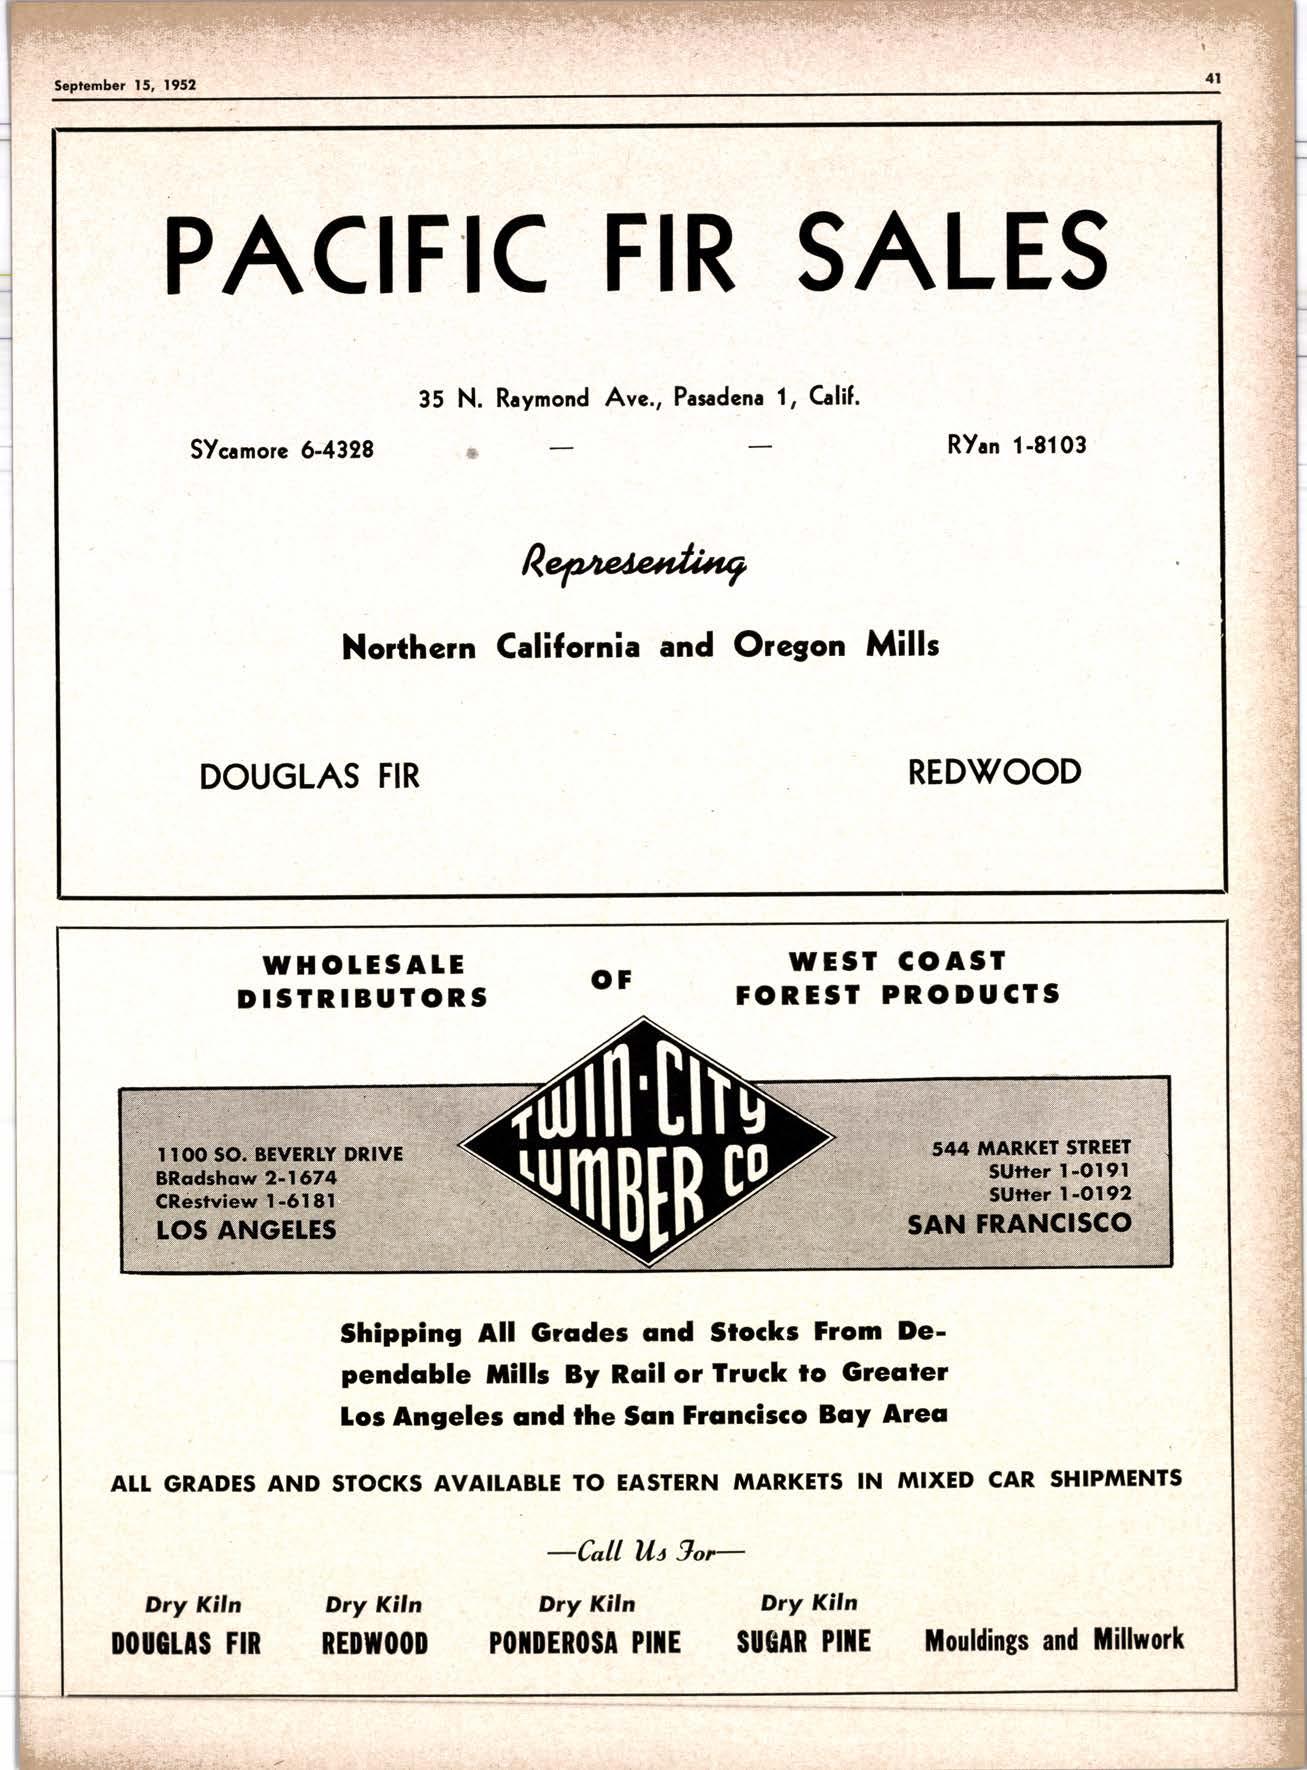 September 15, 1952 41
PACIFIC FIR SALES
35 N. Raymond Ave., Pasadena 1, Calif.
SYcamore 6-4328 — — RYan 1-8103
Representing
Northern California and Oregon Mills
DOUGLAS FIR REDWOOD
WHOLESALE
DISTRIBUTORS
OF
WEST COAST
FOREST PRODUCTS
TWIN-CITY
LUMBER CO
1100 SO. BEVERLY DRIVE
BRadshaw 2-1674
CRestview 1-6181
LOS ANGELES
544 MARKET STREET
SUtter 1-0191
SUtter 1-0192
SAN FRANCISCO
Shipping All Grades and Stocks From De-
pendable Mills By Rail or Truck to Greater
Los Angeles and the San Francisco Bay Area
ALL GRADES AND STOCKS AVAILABLE TO EASTERN MARKETS IN MIXED CAR SHIPMENTS
—Call Us For—
Dry Kiln Dry Kiln Dry Kiln Dry Kiln
DOUGLAS FIR REDWOOD PONDEROSA PINE SUGAR PINE Mouldings and Millwork